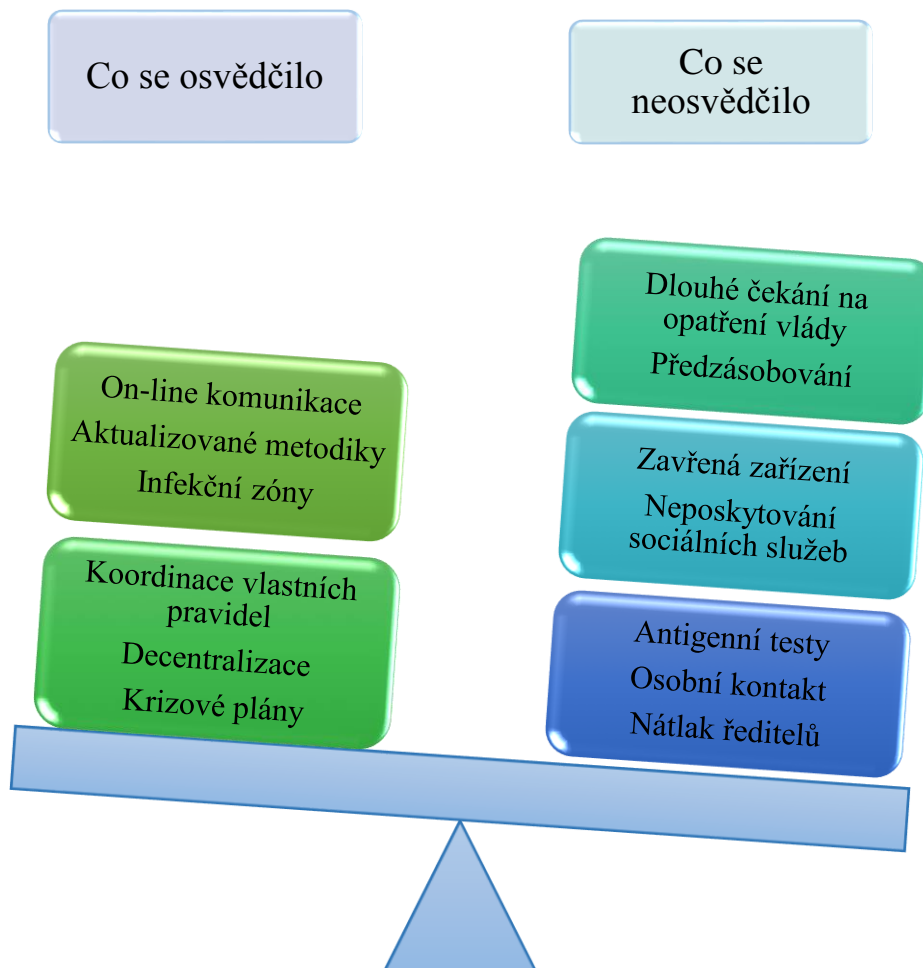 Co se osvědčilo
Co se
neosvědčilo
On-line komunikace
Aktualizované metodiky
Infekční zóny
Koordinace vlastních
pravidel
Decentralizace
Krizové plány
Dlouhé čekání na
opatření vlády
Předzásobování
Zavřená zařízení
Neposkytování
sociálních služeb
Antigenní testy
Osobní kontakt
Nátlak ředitelů